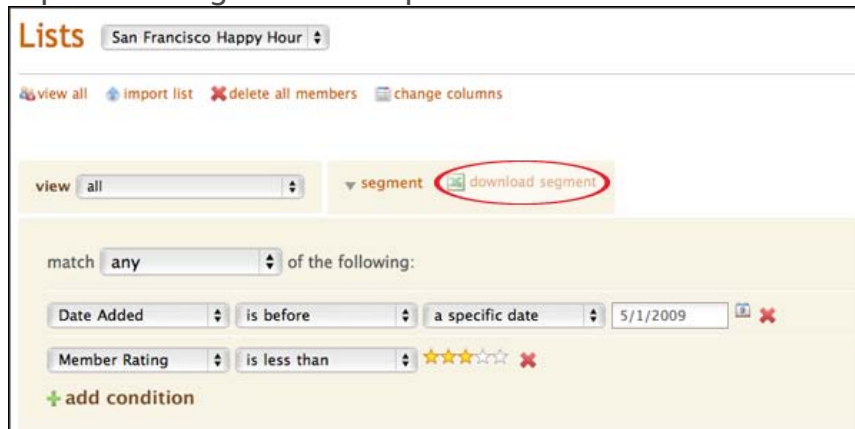 Lists San Francisco Happy Hour
view all import list delete all members change columns
view all segment download segment
match any of the following:
Date Added is before a specific date 5/1/2009
Member Rating is less than
add condition